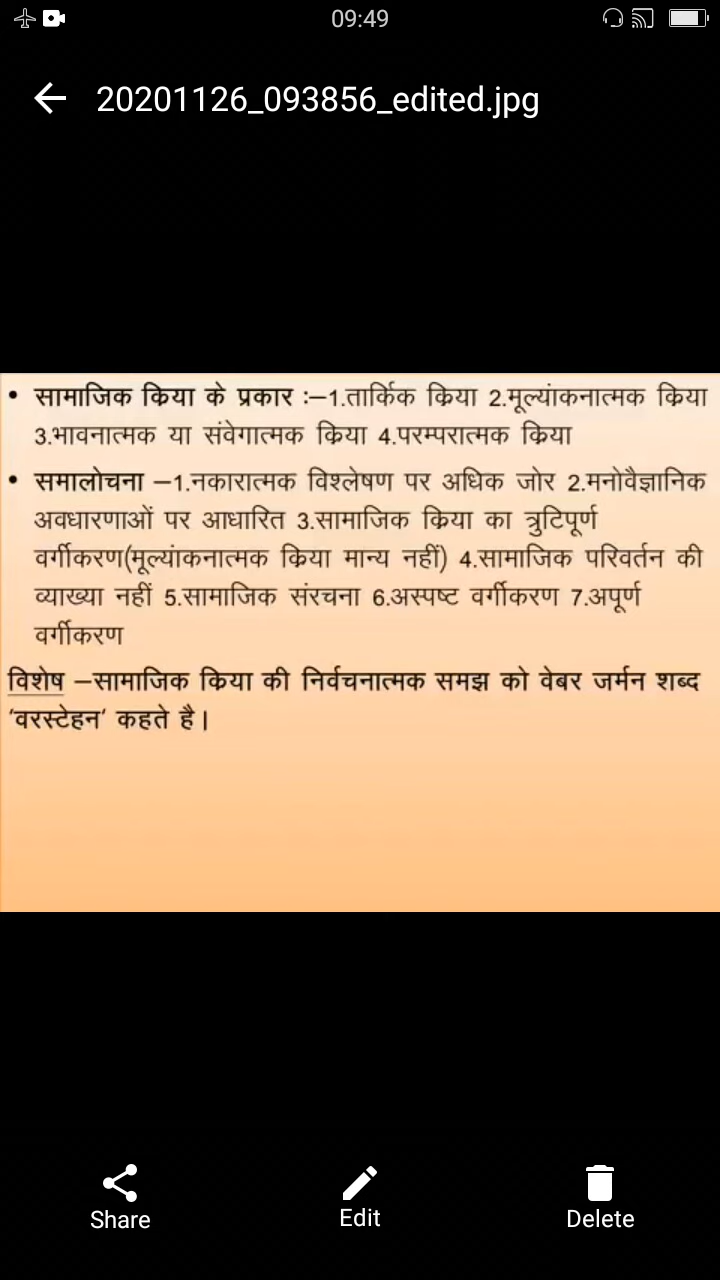 09:49
20201126_093856_edited.jpg
• सामाजिक क्रिया के प्रकार :–1.तार्किक क्रिया 2.मूल्यांकनात्मक क्रिया
3.भावनात्मक या संवेगात्मक क्रिया 4.परम्परात्मक क्रिया
• समालोचना –1.नकारात्मक विश्लेषण पर अधिक जोर 2.मनोवैज्ञानिक
अवधारणाओं पर आधारित 3.सामाजिक क्रिया का त्रुटिपूर्ण
वर्गीकरण(मूल्यांकनात्मक क्रिया मान्य नहीं) 4.सामाजिक परिवर्तन की
व्याख्या नहीं 5.सामाजिक संरचना 6.अस्पष्ट वर्गीकरण 7.अपूर्ण
वर्गीकरण
विशेष –सामाजिक क्रिया की निर्वचनात्मक समझ को वेबर जर्मन शब्द
'वरस्टेहन' कहते है।
Share Edit Delete